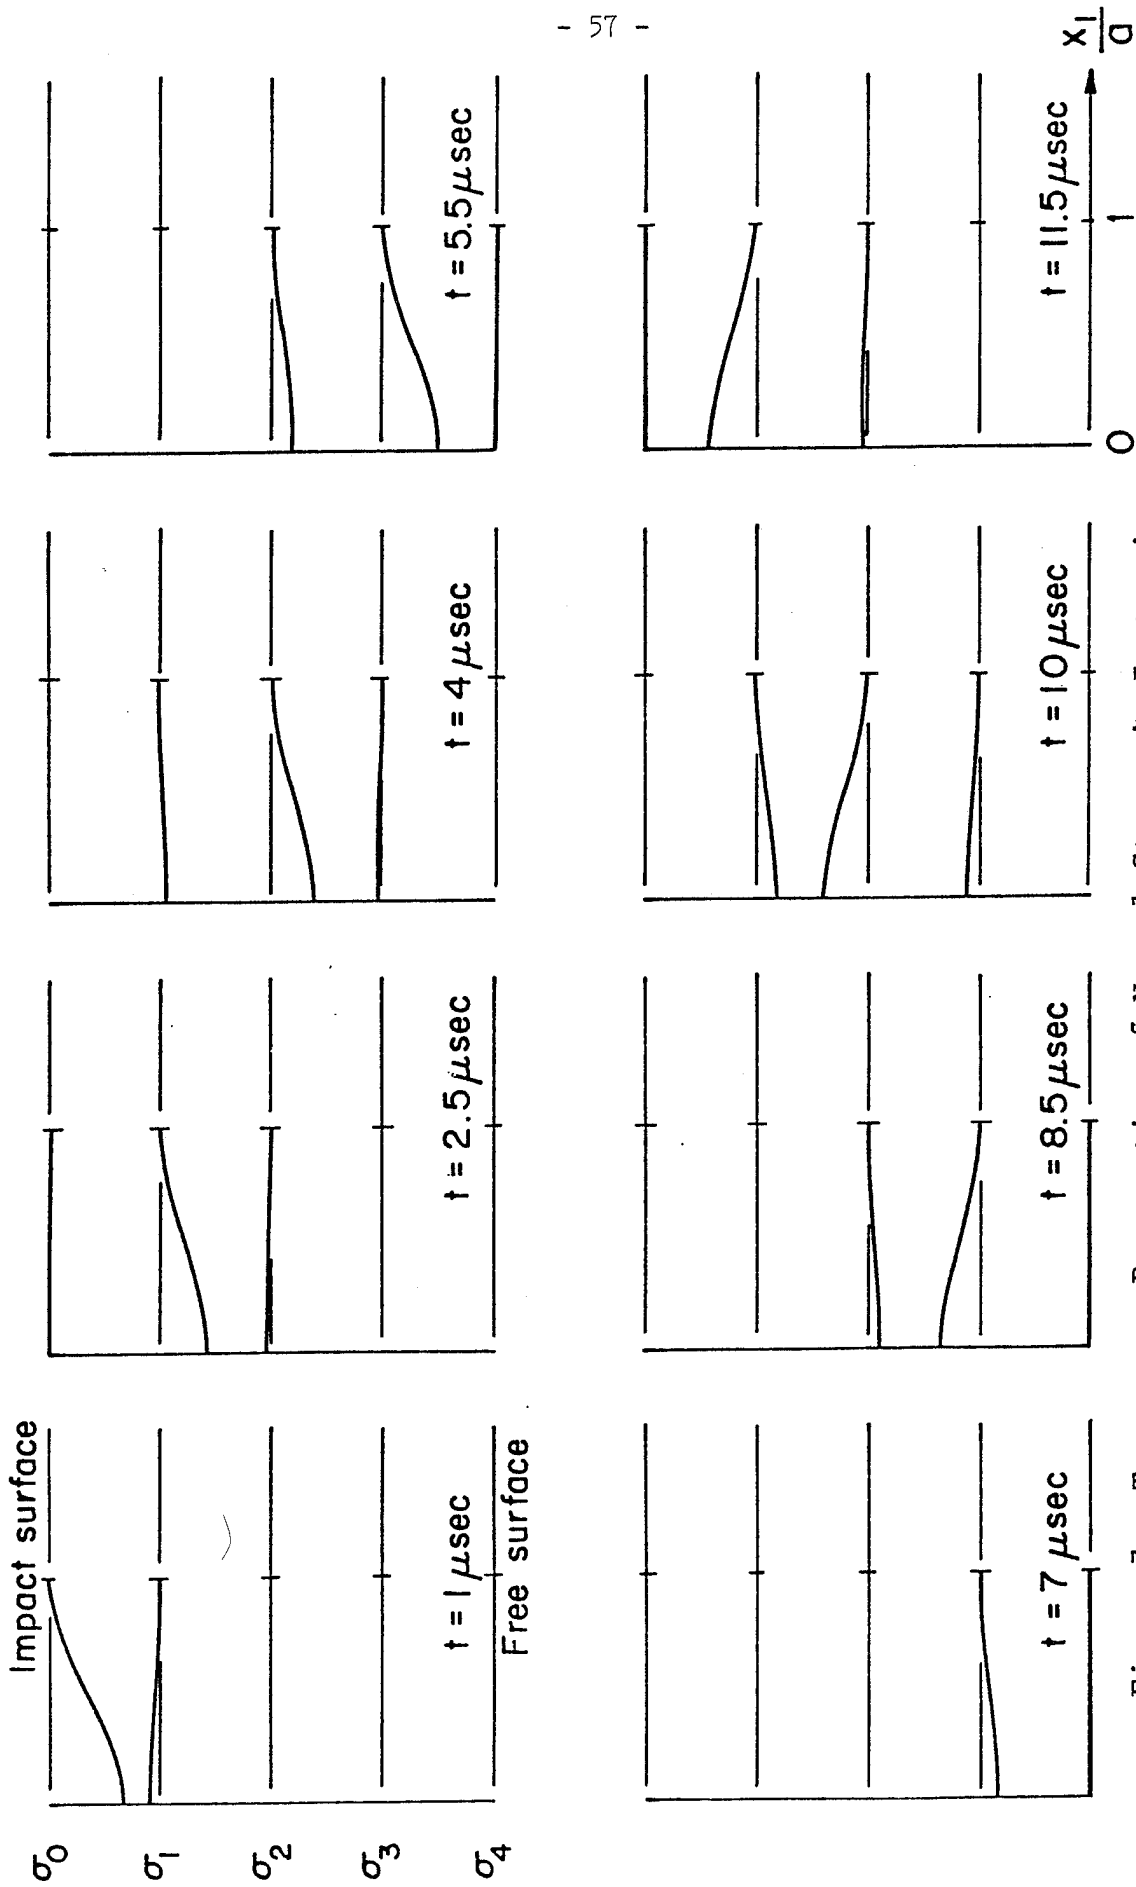 - 57 -
Impact surface
σ0
σ1
σ2
σ3
σ4
Free surface
t = 1 μsec
t = 2.5 μsec
t = 4 μsec
t = 5.5 μsec
t = 7 μsec
t = 8.5 μsec
t = 10 μsec
t = 11.5 μsec
0 1
x1/a